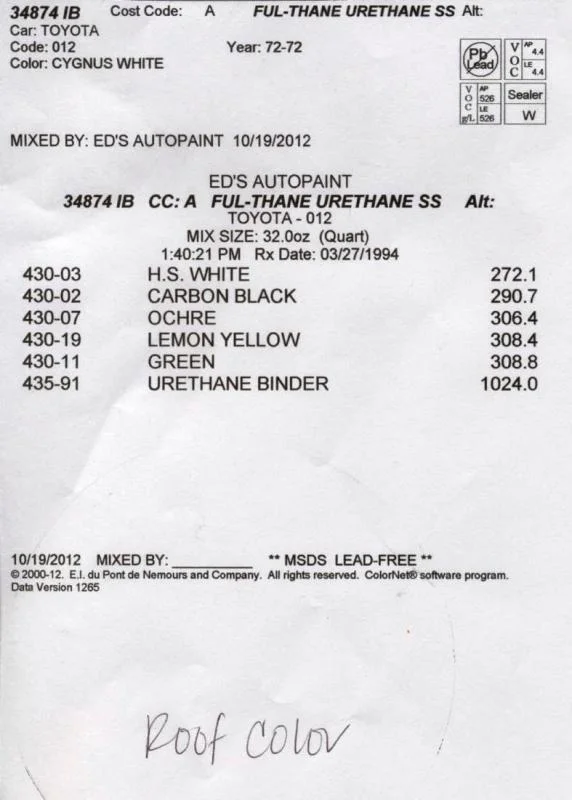 34874 IB Cost Code: A FUL-THANE URETHANE SS Alt:
Car: TOYOTA
Code: 012 Year: 72-72
Color: CYGNUS WHITE
Pb Lead VOC AP 4.4 LE 4.4
VOC g/L AP 526 LE 526 Sealer W
MIXED BY: ED'S AUTOPAINT 10/19/2012
ED'S AUTOPAINT
34874 IB CC: A FUL-THANE URETHANE SS Alt:
TOYOTA - 012
MIX SIZE: 32.0oz (Quart)
1:40:21 PM Rx Date: 03/27/1994
430-03 H.S. WHITE 272.1
430-02 CARBON BLACK 290.7
430-07 OCHRE 306.4
430-19 LEMON YELLOW 308.4
430-11 GREEN 308.8
435-91 URETHANE BINDER 1024.0
10/19/2012 MIXED BY: __________ ** MSDS LEAD-FREE **
© 2000-12. E.I. du Pont de Nemours and Company. All rights reserved. ColorNet® software program.
Data Version 1265
Roof Color